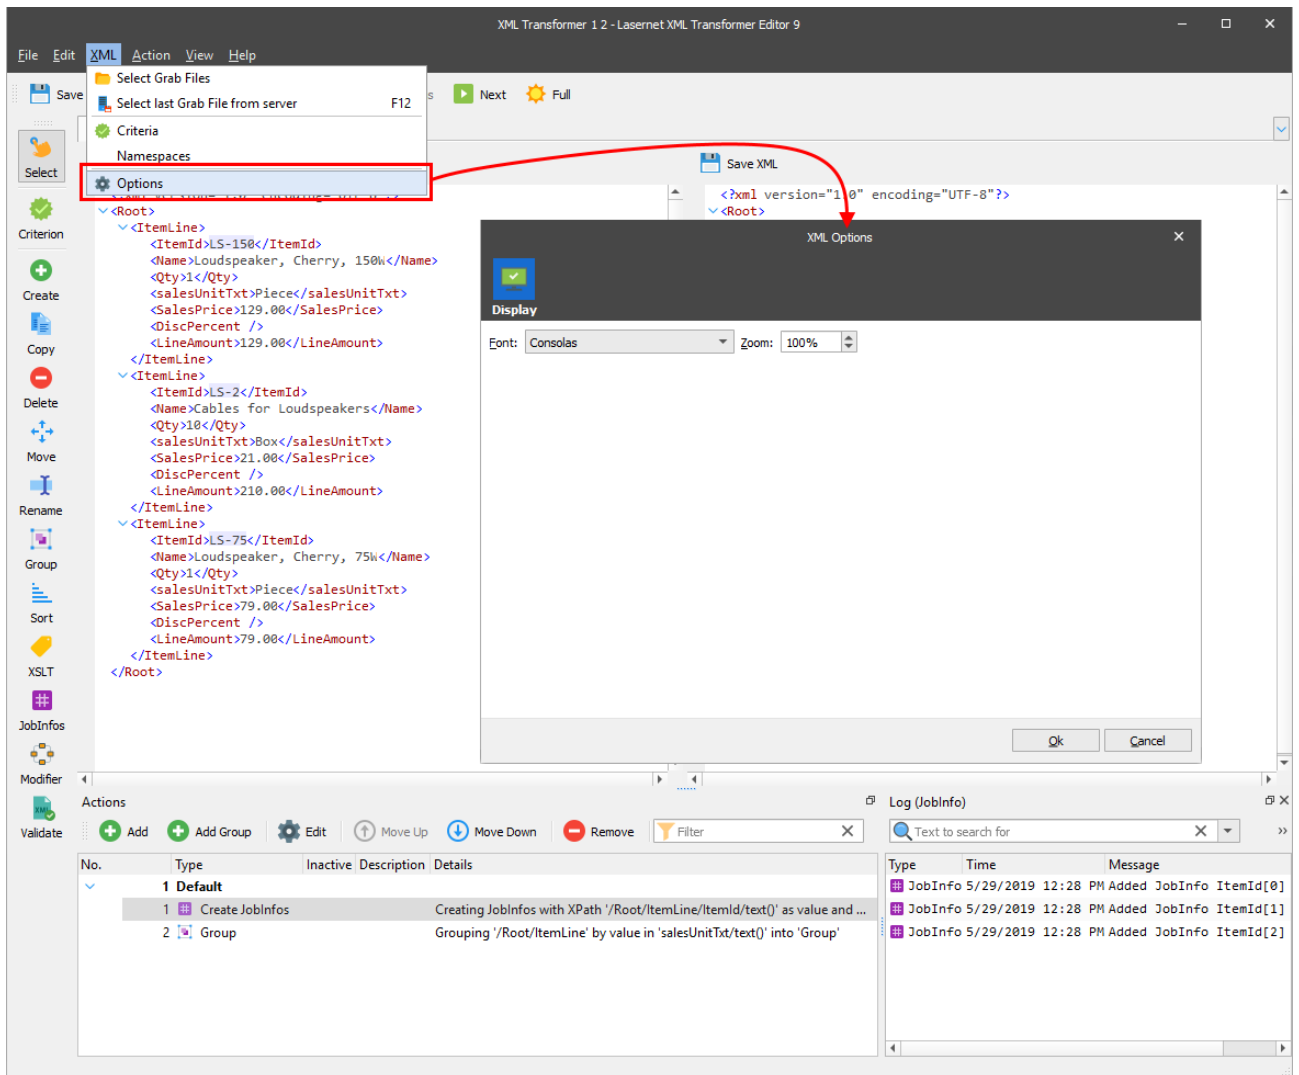 XML Transformer 1 2 - Lasernet XML Transformer Editor 9
File Edit XML Action View Help
Save
Next
Full
Select Grab Files
Select last Grab File from server F12
Criteria
Namespaces
Options
Select
Criterion
Create
Copy
Delete
Move
Rename
Group
Sort
XSLT
JobInfos
Modifier
Validate
<Root>
<ItemLine>
<ItemId>LS-150</ItemId>
<Name>Loudspeaker, Cherry, 150W</Name>
<Qty>1</Qty>
<salesUnitTxt>Piece</salesUnitTxt>
<SalesPrice>129.00</SalesPrice>
<DiscPercent />
<LineAmount>129.00</LineAmount>
</ItemLine>
<ItemLine>
<ItemId>LS-2</ItemId>
<Name>Cables for Loudspeakers</Name>
<Qty>10</Qty>
<salesUnitTxt>Box</salesUnitTxt>
<SalesPrice>21.00</SalesPrice>
<DiscPercent />
<LineAmount>210.00</LineAmount>
</ItemLine>
<ItemLine>
<ItemId>LS-75</ItemId>
<Name>Loudspeaker, Cherry, 75W</Name>
<Qty>1</Qty>
<salesUnitTxt>Piece</salesUnitTxt>
<SalesPrice>79.00</SalesPrice>
<DiscPercent />
<LineAmount>79.00</LineAmount>
</ItemLine>
</Root>
Save XML
<?xml version="1.0" encoding="UTF-8"?>
<Root>
XML Options
Display
Font: Consolas Zoom: 100%
Ok Cancel
Actions
Add Add Group Edit Move Up Move Down Remove Filter
No. Type Inactive Description Details
1 Default
1 Create JobInfos Creating JobInfos with XPath '/Root/ItemLine/ItemId/text()' as value and ...
2 Group Grouping '/Root/ItemLine' by value in 'salesUnitTxt/text()' into 'Group'
Log (JobInfo)
Text to search for
Type Time Message
JobInfo 5/29/2019 12:28 PM Added JobInfo ItemId[0]
JobInfo 5/29/2019 12:28 PM Added JobInfo ItemId[1]
JobInfo 5/29/2019 12:28 PM Added JobInfo ItemId[2]